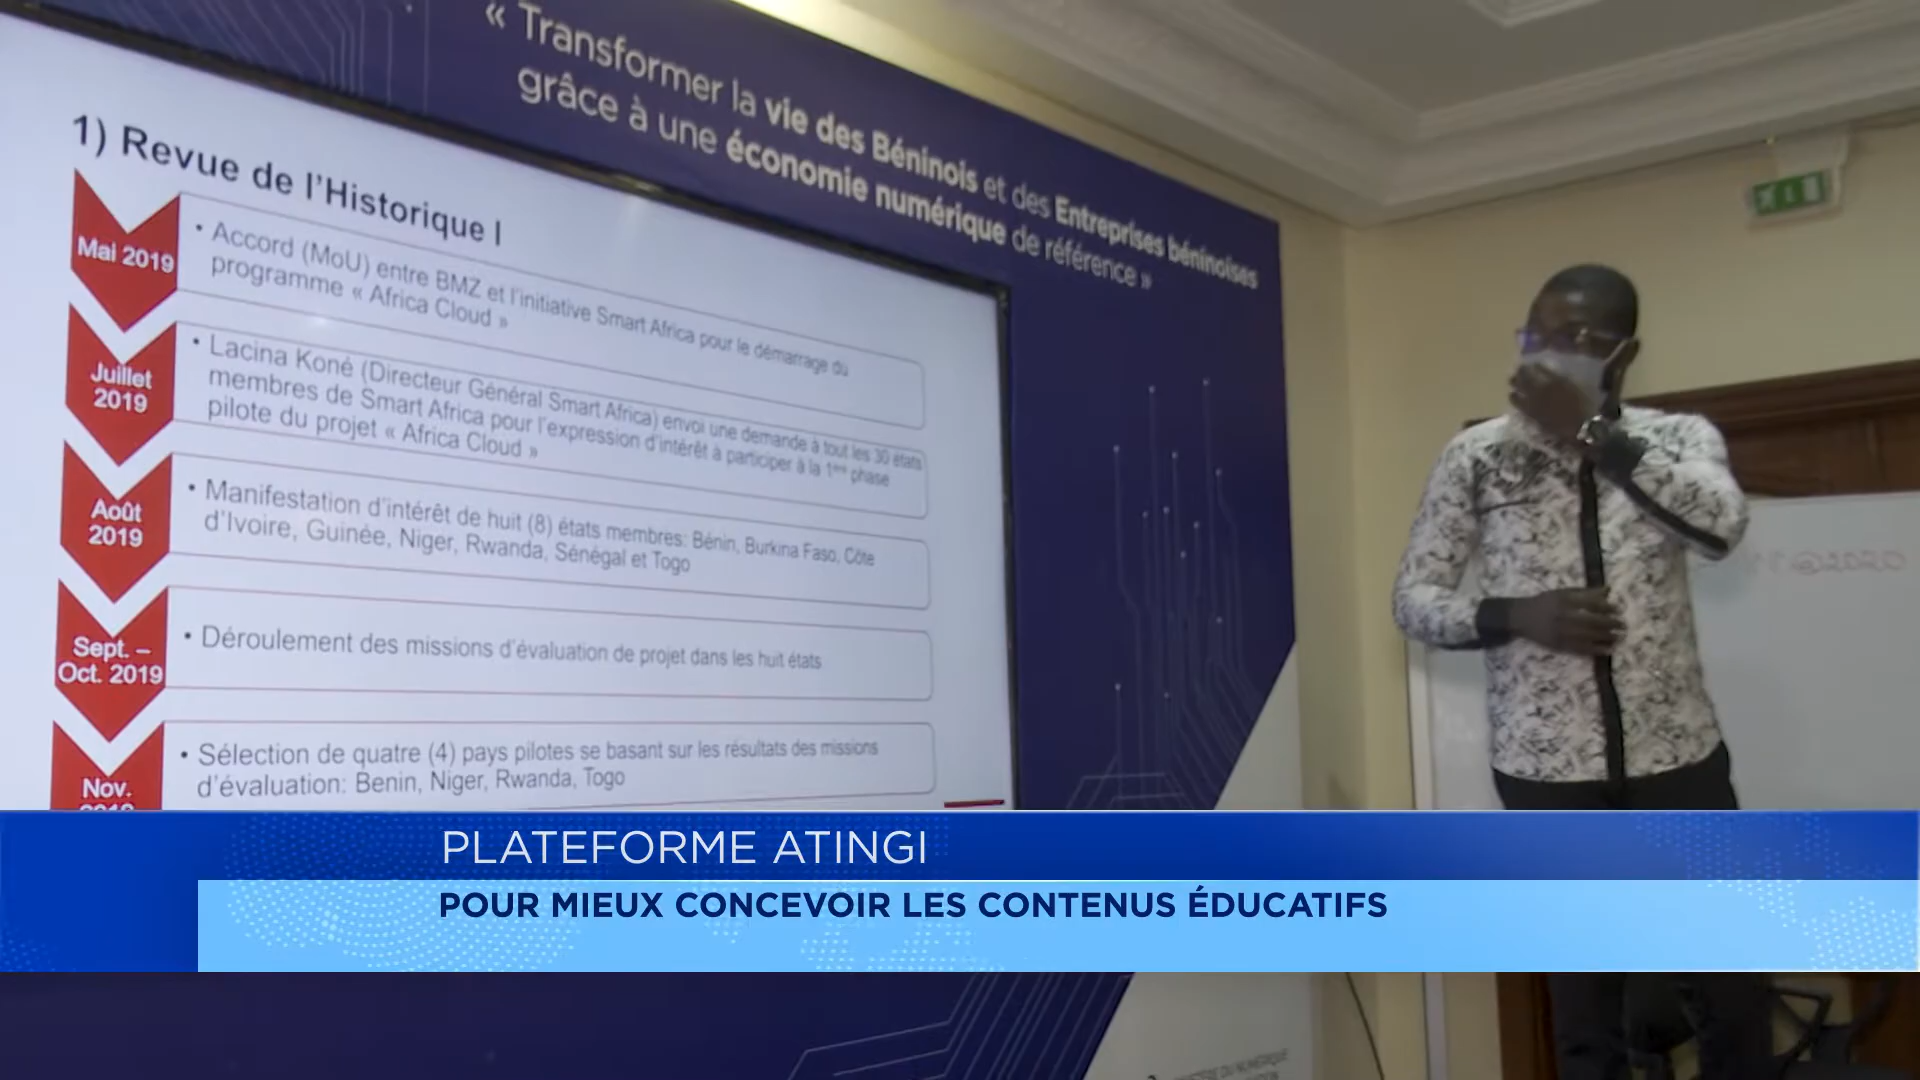 « Transformer la vie des Béninois et des Entreprises béninoises
grâce à une économie numérique de référence »
1) Revue de l'Historique I
Mai 2019
• Accord (MoU) entre BMZ et l'initiative Smart Africa pour le démarrage du
programme « Africa Cloud »
Juillet
2019
• Lacina Koné (Directeur Général Smart Africa) envoi une demande à tout les 30 états
membres de Smart Africa pour l'expression d'intérêt à participer à la 1ère phase
pilote du projet « Africa Cloud »
Août
2019
• Manifestation d'intérêt de huit (8) états membres: Bénin, Burkina Faso, Côte
d'Ivoire, Guinée, Niger, Rwanda, Sénégal et Togo
Sept. –
Oct. 2019
• Déroulement des missions d'évaluation de projet dans les huit états
Nov.
• Sélection de quatre (4) pays pilotes se basant sur les résultats des missions
d'évaluation: Benin, Niger, Rwanda, Togo
PLATEFORME ATINGI
POUR MIEUX CONCEVOIR LES CONTENUS ÉDUCATIFS